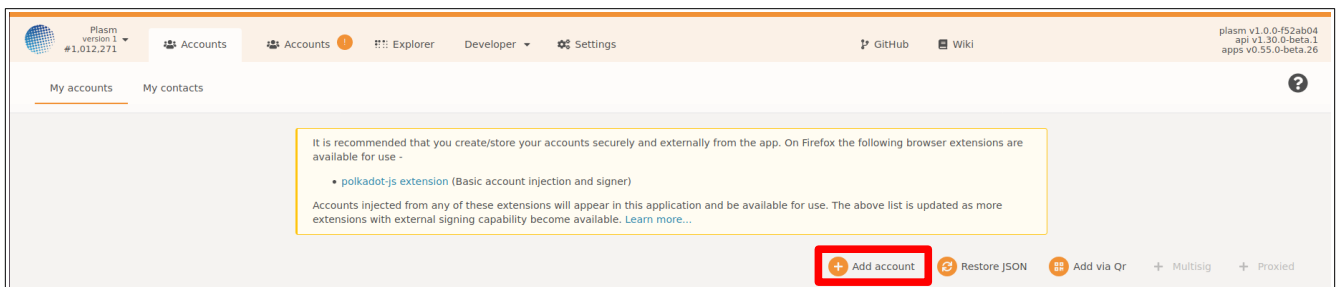 Plasm
version 1
#1,012,271
Accounts
Accounts
!
Explorer
Developer
Settings
GitHub
Wiki
plasm v1.0.0-f52ab04
api v1.30.0-beta.1
apps v0.55.0-beta.26
My accounts
My contacts
?
It is recommended that you create/store your accounts securely and externally from the app. On Firefox the following browser extensions are
available for use -
• polkadot-js extension (Basic account injection and signer)
Accounts injected from any of these extensions will appear in this application and be available for use. The above list is updated as more
extensions with external signing capability become available. Learn more...
+ Add account
Restore JSON
Add via Qr
+ Multisig
+ Proxied